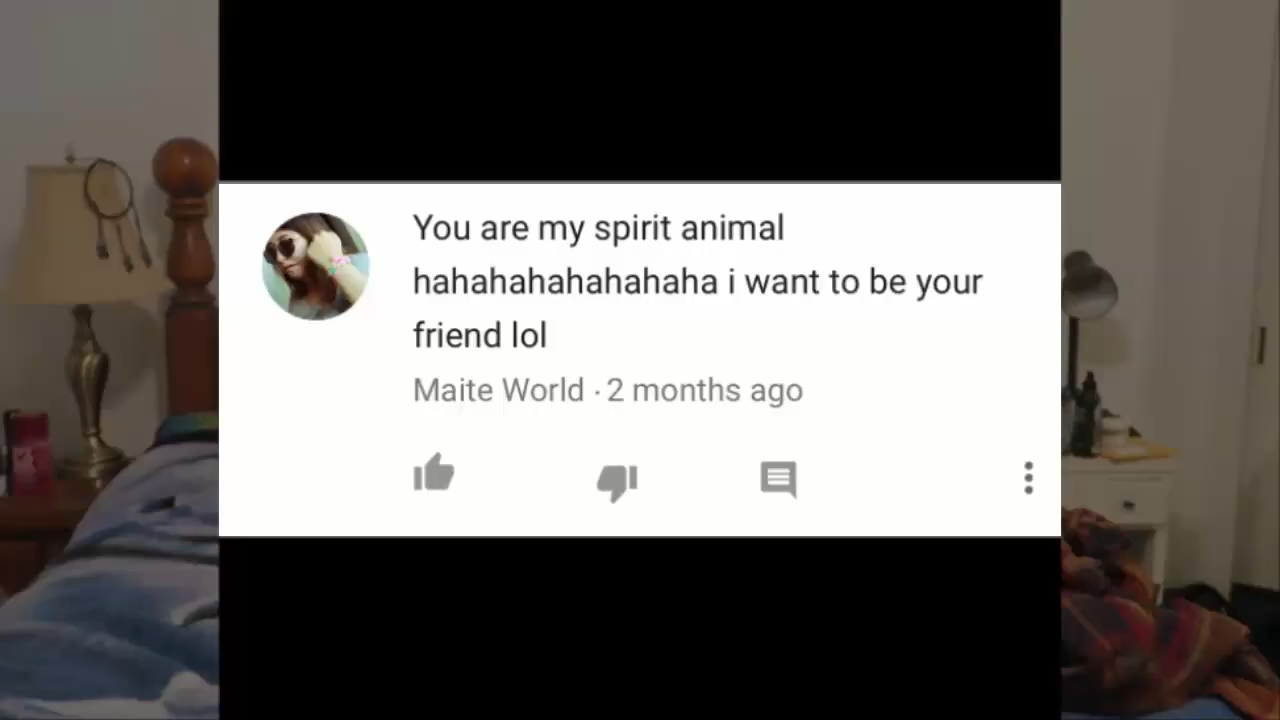 You are my spirit animal
hahahahahahahaha i want to be your
friend lol
Maite World · 2 months ago